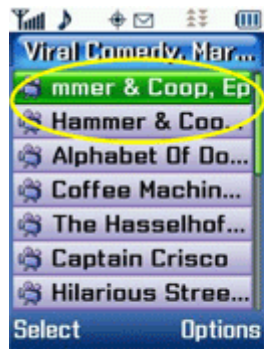 Viral Comedy, Mar...
mmer & Coop, Ep
Hammer & Coo...
Alphabet Of Do...
Coffee Machin...
The Hasselhof...
Captain Crisco
Hilarious Stree...
Select Options